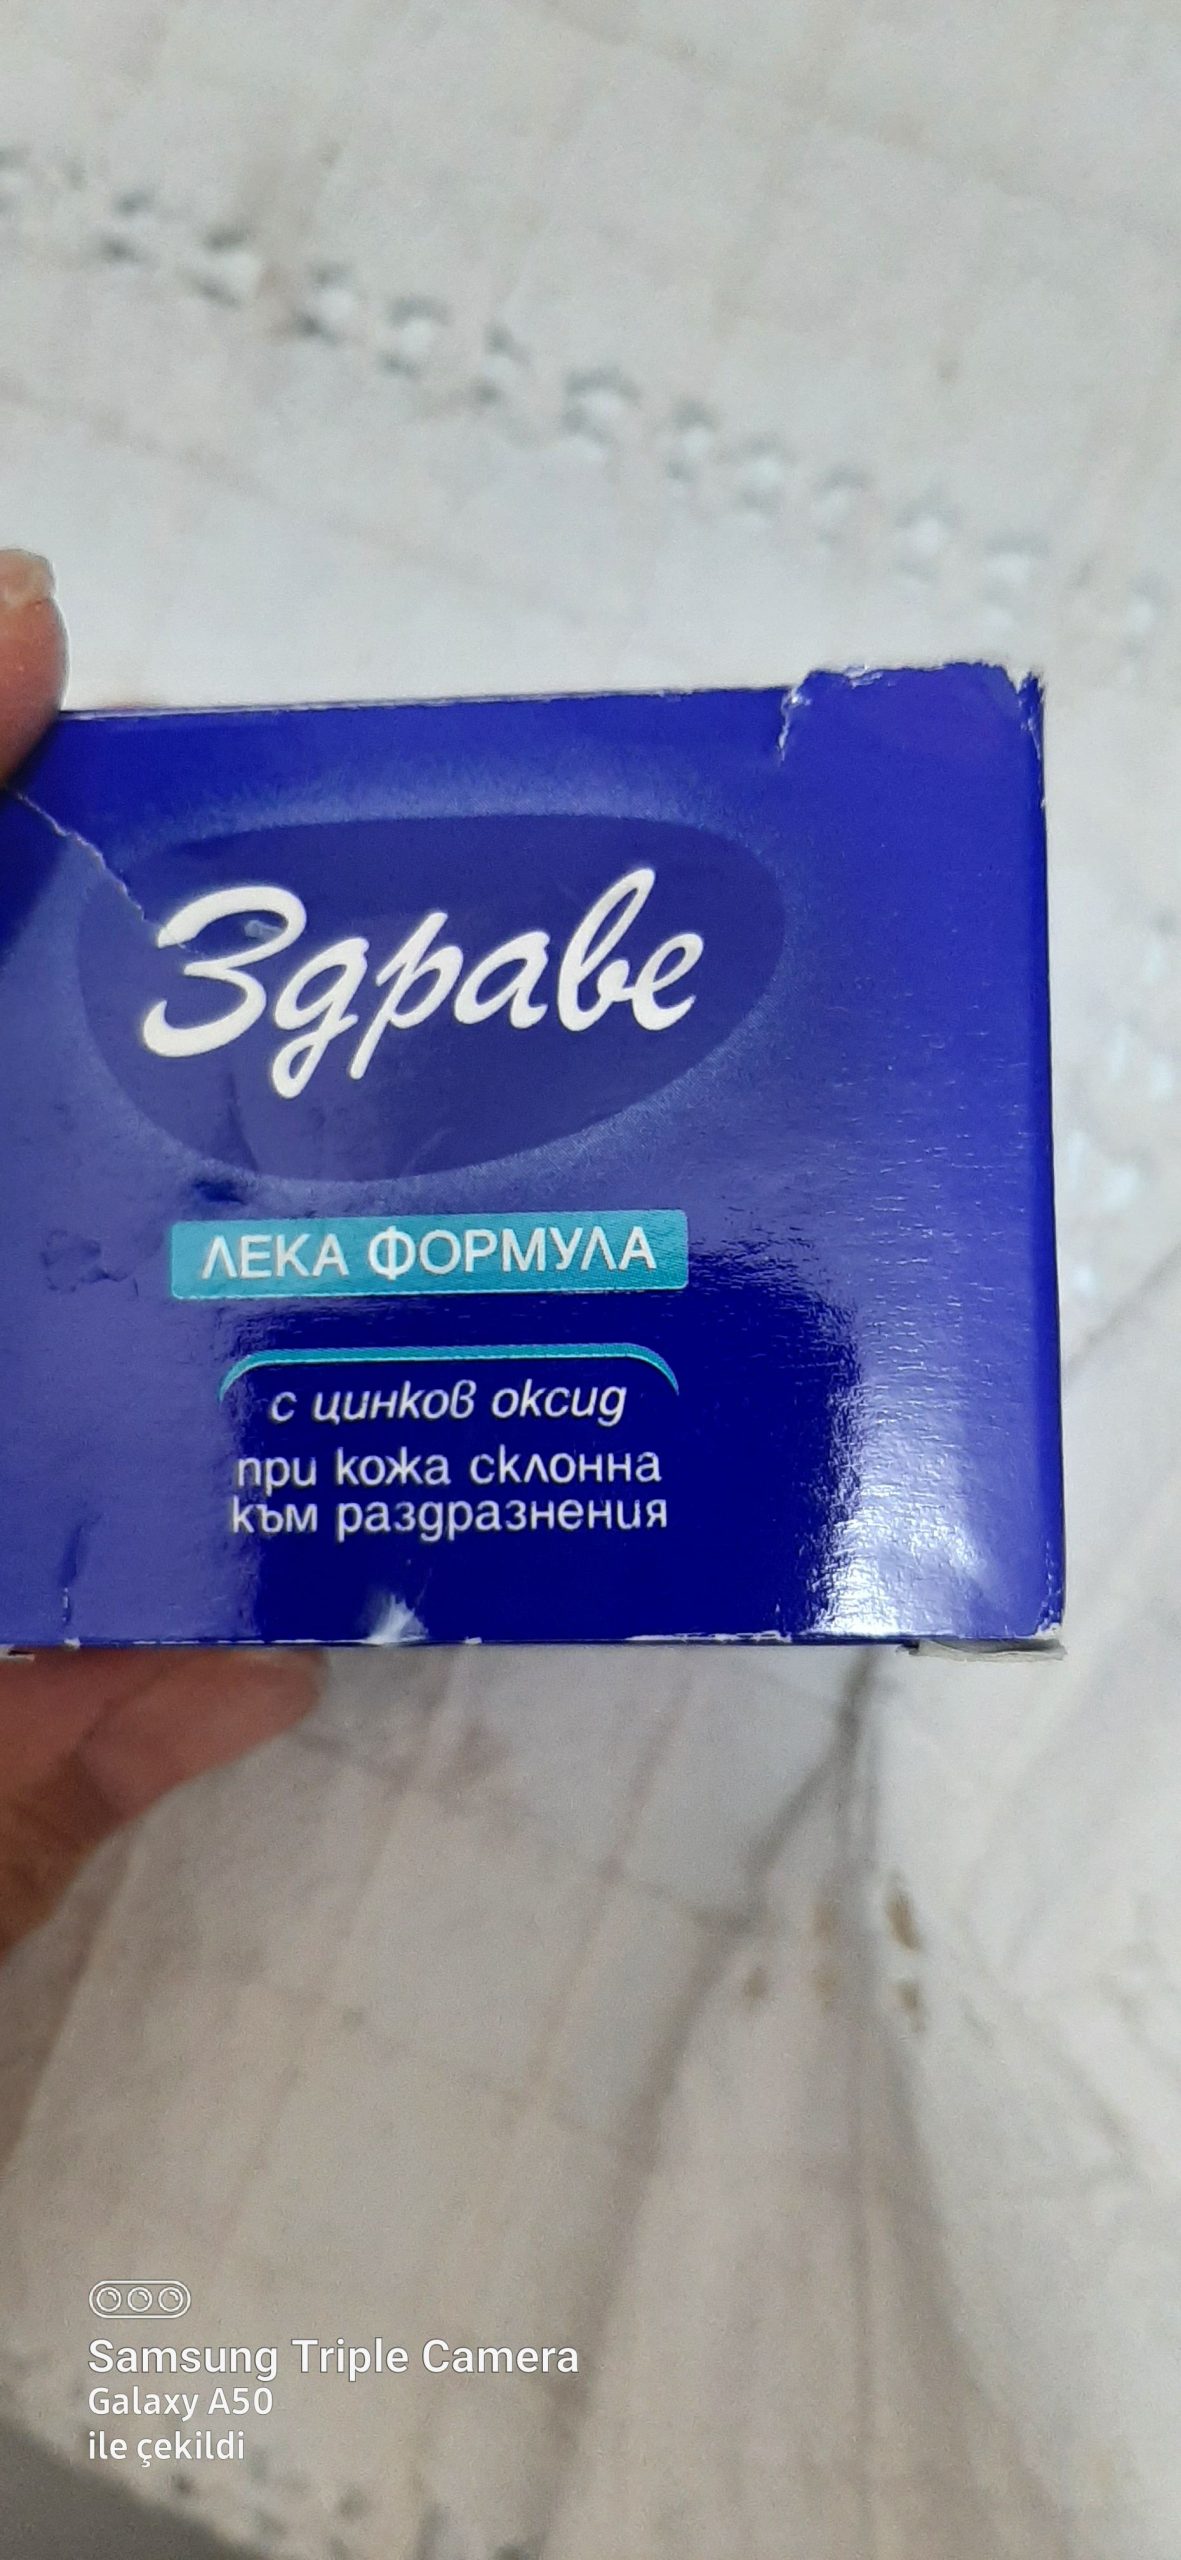 Здраве
ЛЕКА ФОРМУЛА
с цинков оксид
при кожа склонна
към раздразнения
Samsung Triple Camera
Galaxy A50
ile çekildi